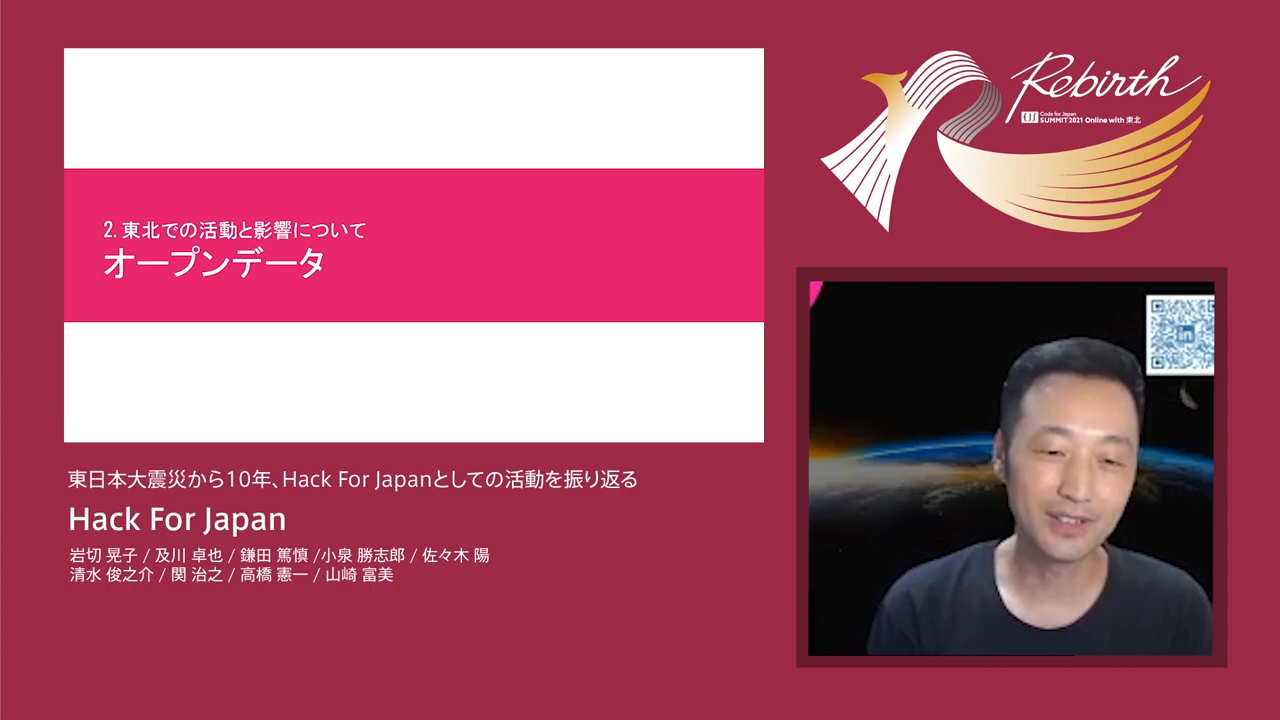 2. 東北での活動と影響について
オープンデータ
Rebirth
Code for Japan
SUMMIT2021 Online with 東北
in
東日本大震災から10年、Hack For Japanとしての活動を振り返る
Hack For Japan
岩切 晃子 / 及川 卓也 / 鎌田 篤慎 /小泉 勝志郎 / 佐々木 陽
清水 俊之介 / 関 治之 / 高橋 憲一 / 山崎 富美